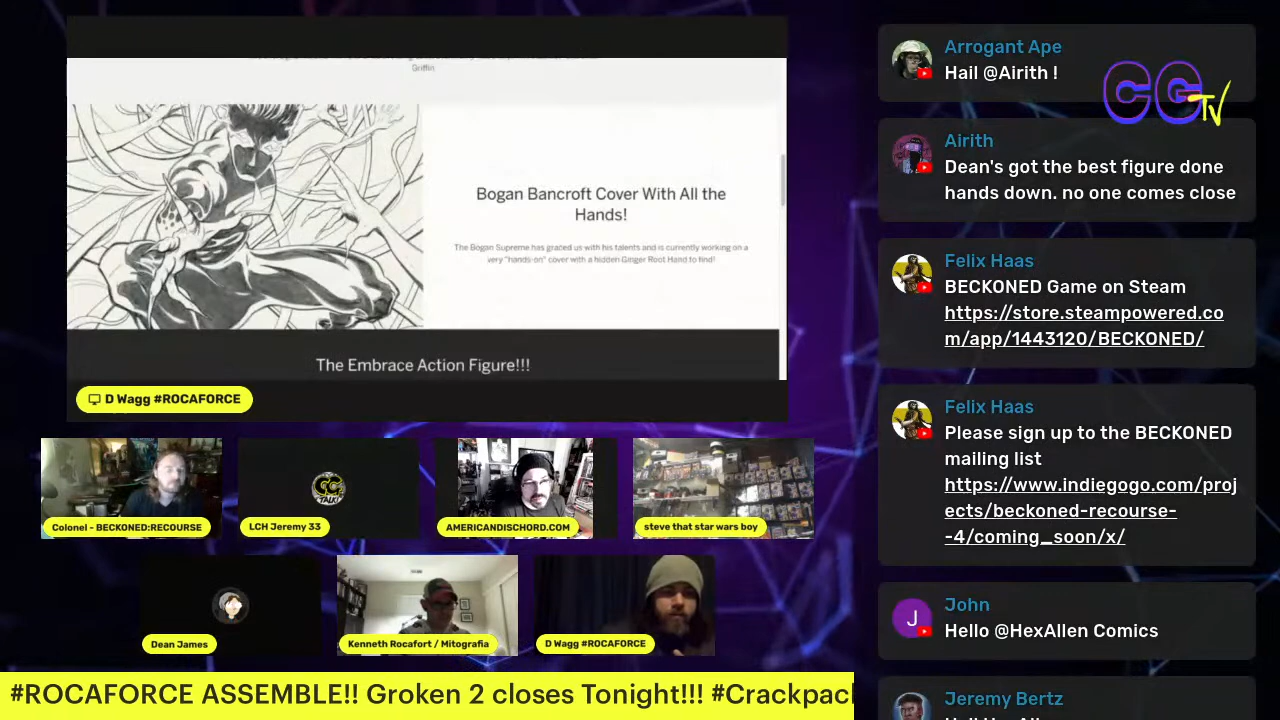 Griffin
Bogan Bancroft Cover With All the
Hands!
The Bogan Supreme has graced us with his talents and is currently working on a
very "hands-on" cover with a hidden Ginger Root Hand to find!
The Embrace Action Figure!!!
D Wagg #ROCAFORCE
Colonel - BECKONED:RECOURSE
GG
TALK!
LCH Jeremy 33
AMERICANDISCHORD.COM
steve that star wars boy
Dean James
Kenneth Rocafort / Mitografia
D Wagg #ROCAFORCE
#ROCAFORCE ASSEMBLE!! Groken 2 closes Tonight!!! #Crackpac
CG
TV
Arrogant Ape
Hail @Airith !
Airith
Dean's got the best figure done
hands down. no one comes close
Felix Haas
BECKONED Game on Steam
https://store.steampowered.co
m/app/1443120/BECKONED/
Felix Haas
Please sign up to the BECKONED
mailing list
https://www.indiegogo.com/proj
ects/beckoned-recourse-
-4/coming_soon/x/
J
John
Hello @HexAllen Comics
Jeremy Bertz